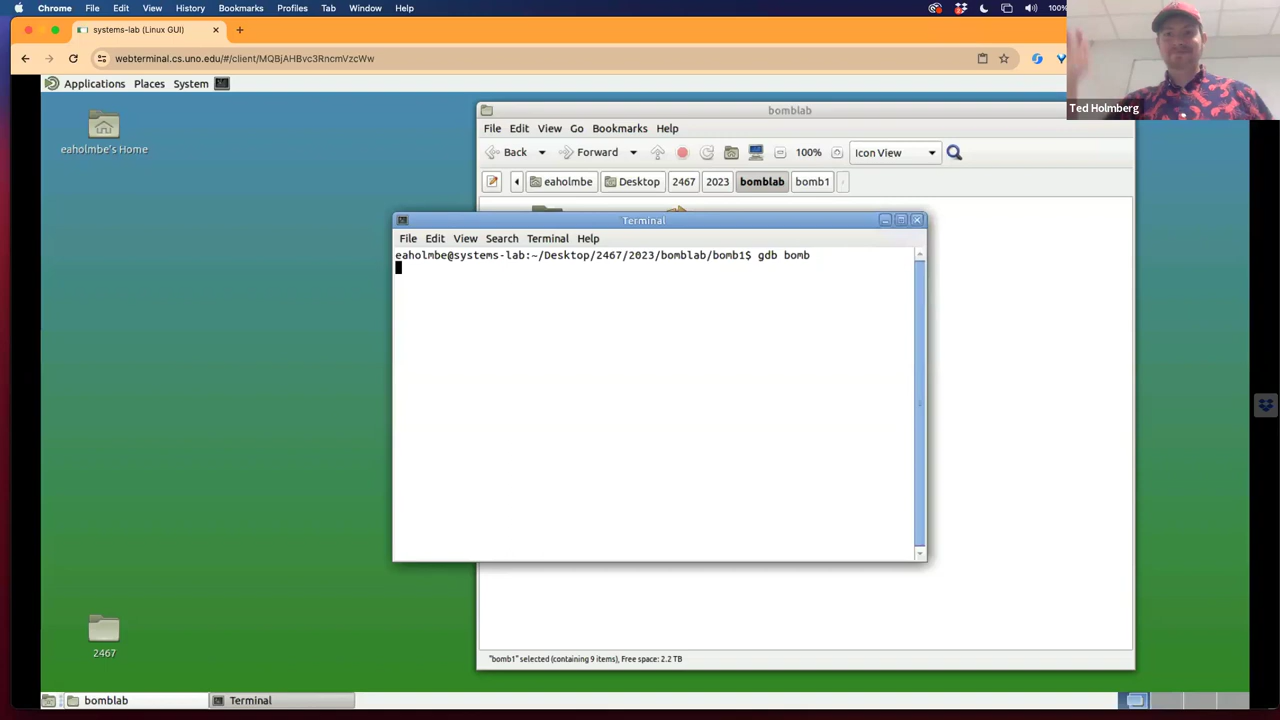 Chrome File Edit View History Bookmarks Profiles Tab Window Help 100%
systems-lab (Linux GUI)
webterminal.cs.uno.edu/#/client/MQBjAHBvc3RncmVzcWw
Ted Holmberg
Applications Places System
bomblab
eaholmbe's Home
File Edit View Go Bookmarks Help
Back Forward 100% Icon View
eaholmbe Desktop 2467 2023 bomblab bomb1
Terminal
File Edit View Search Terminal Help
eaholmbe@systems-lab:~/Desktop/2467/2023/bomblab/bomb1$ gdb bomb
2467
"bomb1" selected (containing 9 items), Free space: 2.2 TB
bomblab Terminal